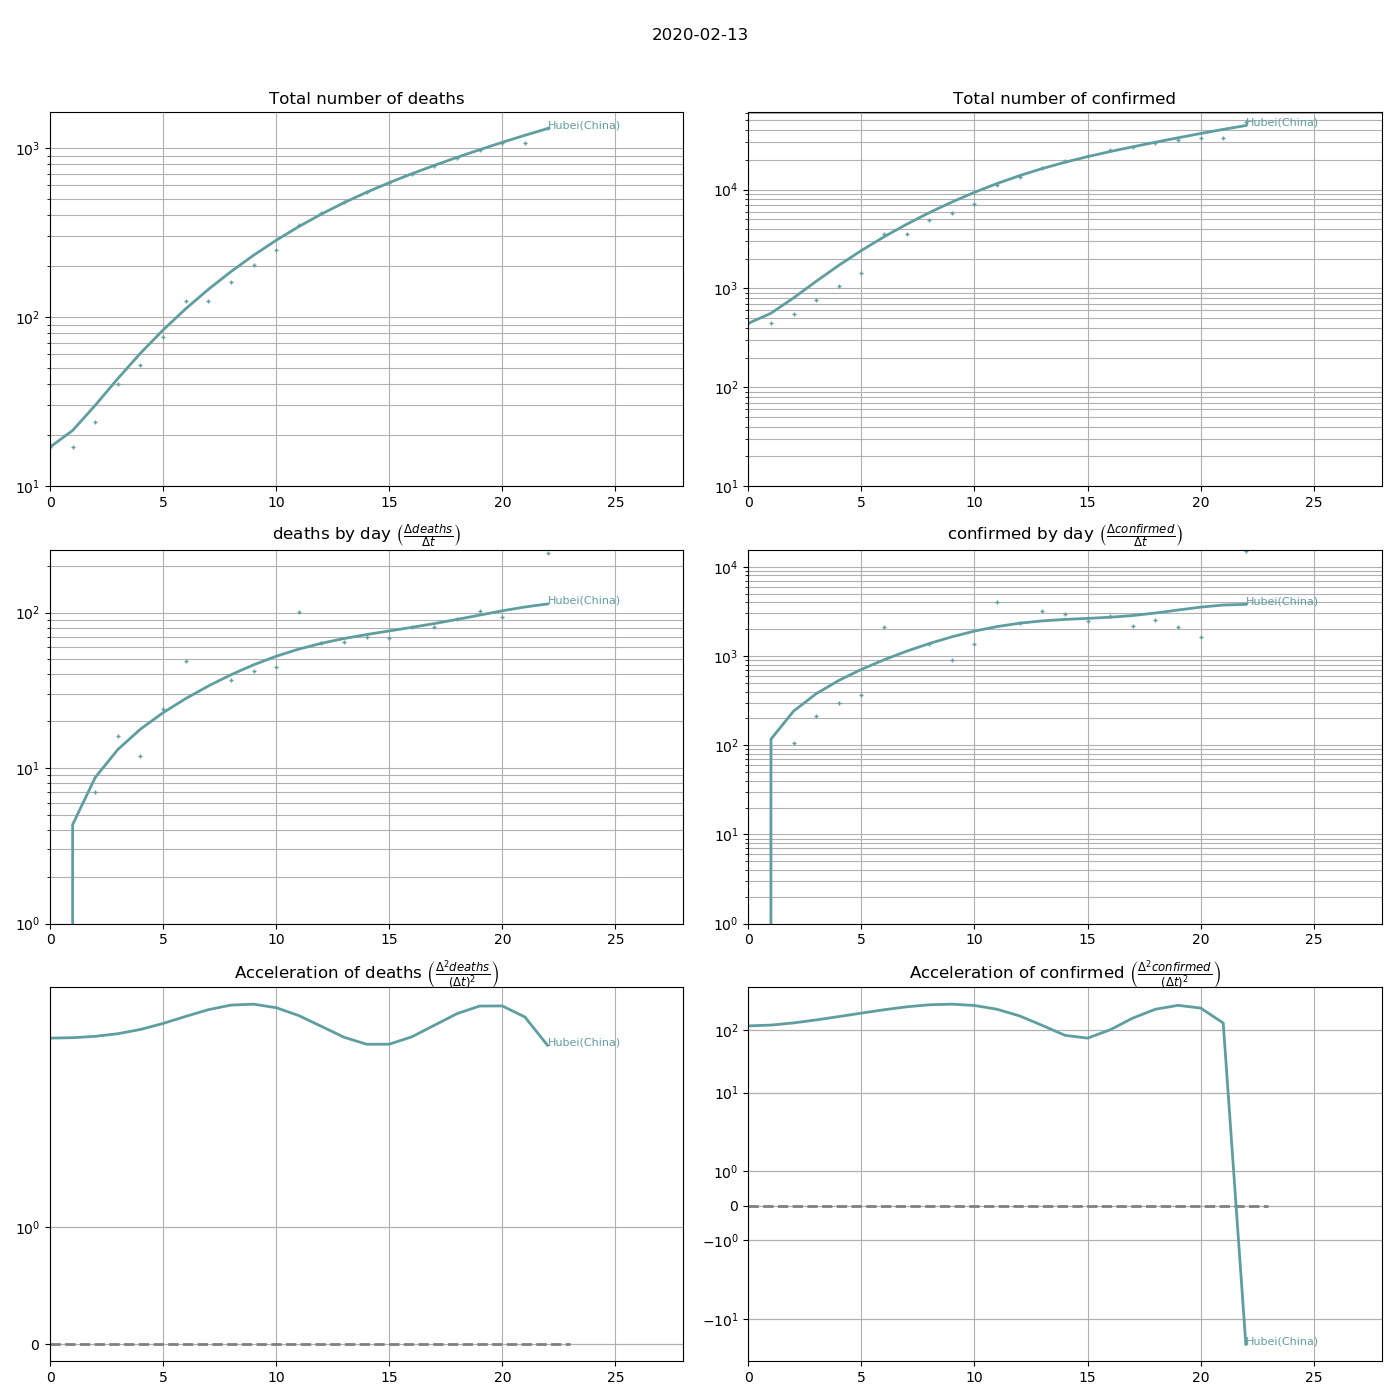 2020-02-13
Total number of deaths
10³
10²
10¹
0 5 10 15 20 25
Hubei(China)
Total number of confirmed
10⁴
10³
10²
10¹
0 5 10 15 20 25
Hubei(China)
deaths by day (Δdeaths/Δt)
10²
10¹
10⁰
0 5 10 15 20 25
Hubei(China)
confirmed by day (Δconfirmed/Δt)
10⁴
10³
10²
10¹
10⁰
0 5 10 15 20 25
Hubei(China)
Acceleration of deaths (Δ²deaths/(Δt)²)
10⁰
0
0 5 10 15 20 25
Hubei(China)
Acceleration of confirmed (Δ²confirmed/(Δt)²)
10²
10¹
10⁰
0
−10⁰
−10¹
0 5 10 15 20 25
Hubei(China)